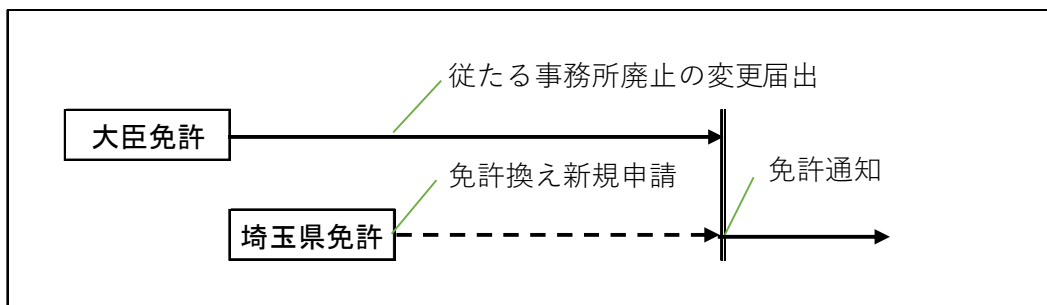 従たる事務所廃止の変更届出
大臣免許
免許換え新規申請
免許通知
埼玉県免許